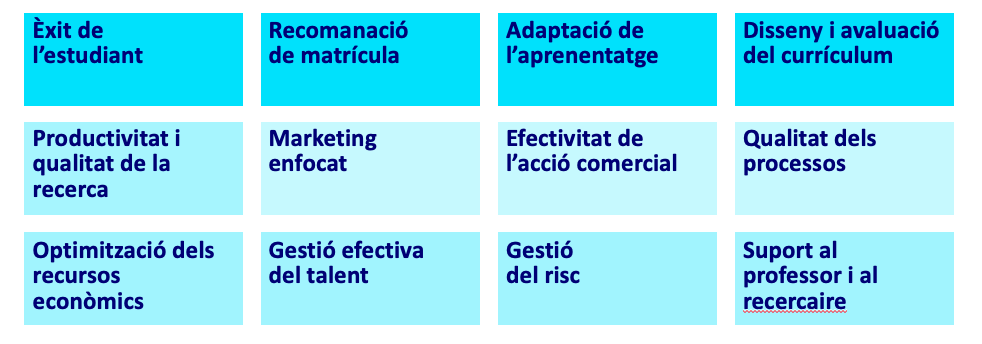 Èxit de
l’estudiant
Recomanació
de matrícula
Adaptació de
l’aprenentatge
Disseny i avaluació
del currículum
Productivitat i
qualitat de la
recerca
Marketing
enfocat
Efectivitat de
l’acció comercial
Qualitat dels
processos
Optimització dels
recursos
econòmics
Gestió efectiva
del talent
Gestió
del risc
Suport al
professor i al
recercaire